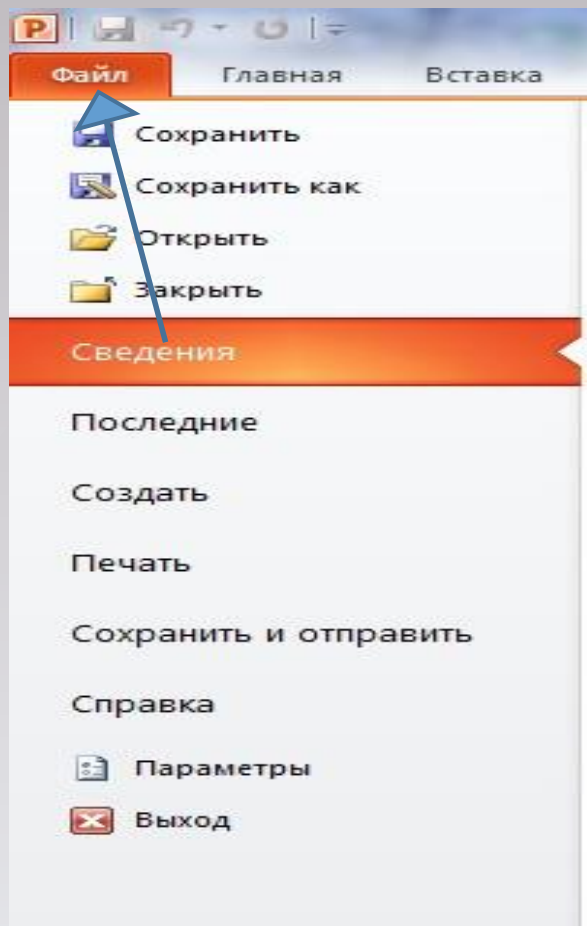 P
Файл Главная Вставка
Сохранить
Сохранить как
Открыть
Закрыть
Сведения
Последние
Создать
Печать
Сохранить и отправить
Справка
Параметры
Выход